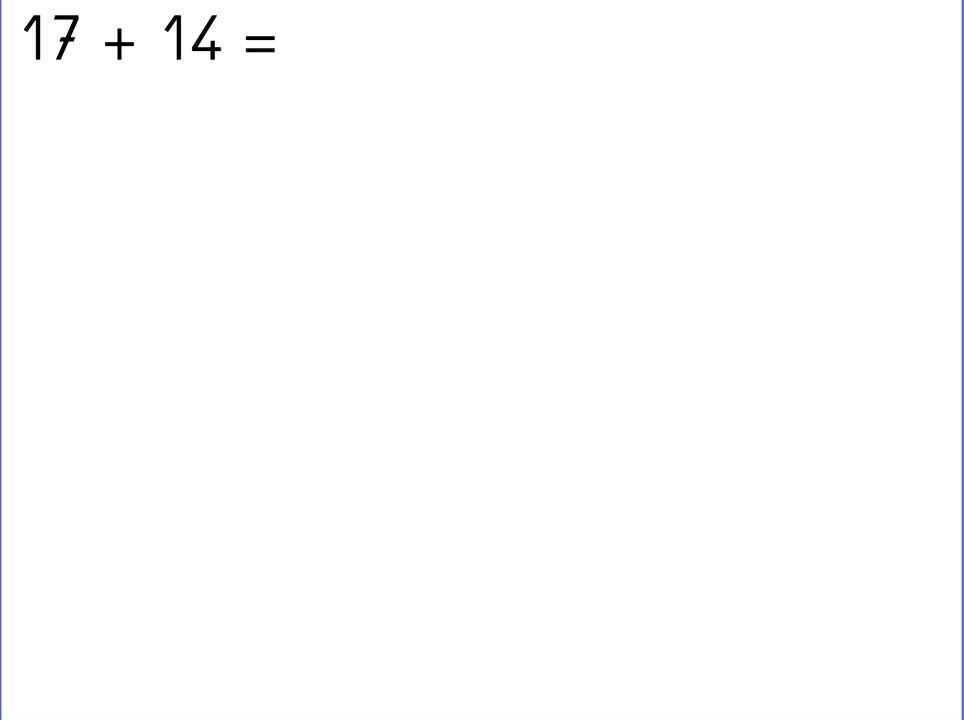 17 + 14 =